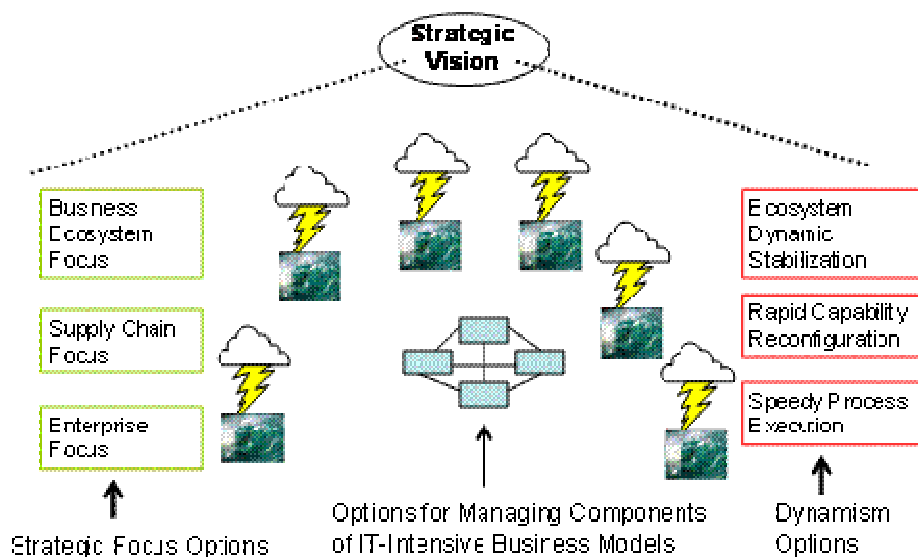 Strategic
Vision
Business
Ecosystem
Focus
Supply Chain
Focus
Enterprise
Focus
Strategic Focus Options
Options for Managing Components
of IT-Intensive Business Models
Ecosystem
Dynamic
Stabilization
Rapid Capability
Reconfiguration
Speedy Process
Execution
Dynamism
Options